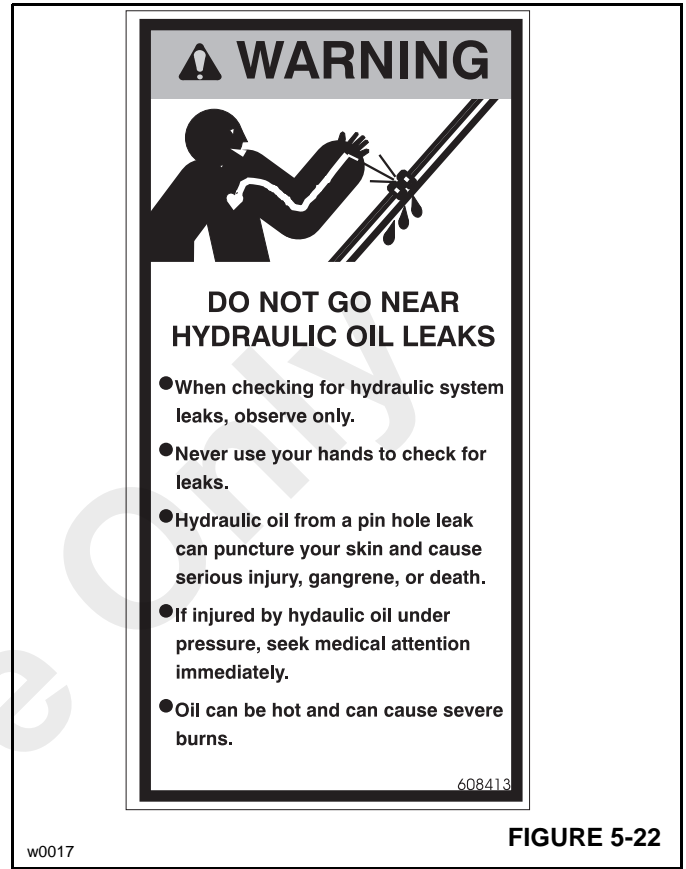 WARNING
DO NOT GO NEAR
HYDRAULIC OIL LEAKS
●When checking for hydraulic system
leaks, observe only.
●Never use your hands to check for
leaks.
●Hydraulic oil from a pin hole leak
can puncture your skin and cause
serious injury, gangrene, or death.
●If injured by hydaulic oil under
pressure, seek medical attention
immediately.
●Oil can be hot and can cause severe
burns.
608413
w0017
FIGURE 5-22
e Only